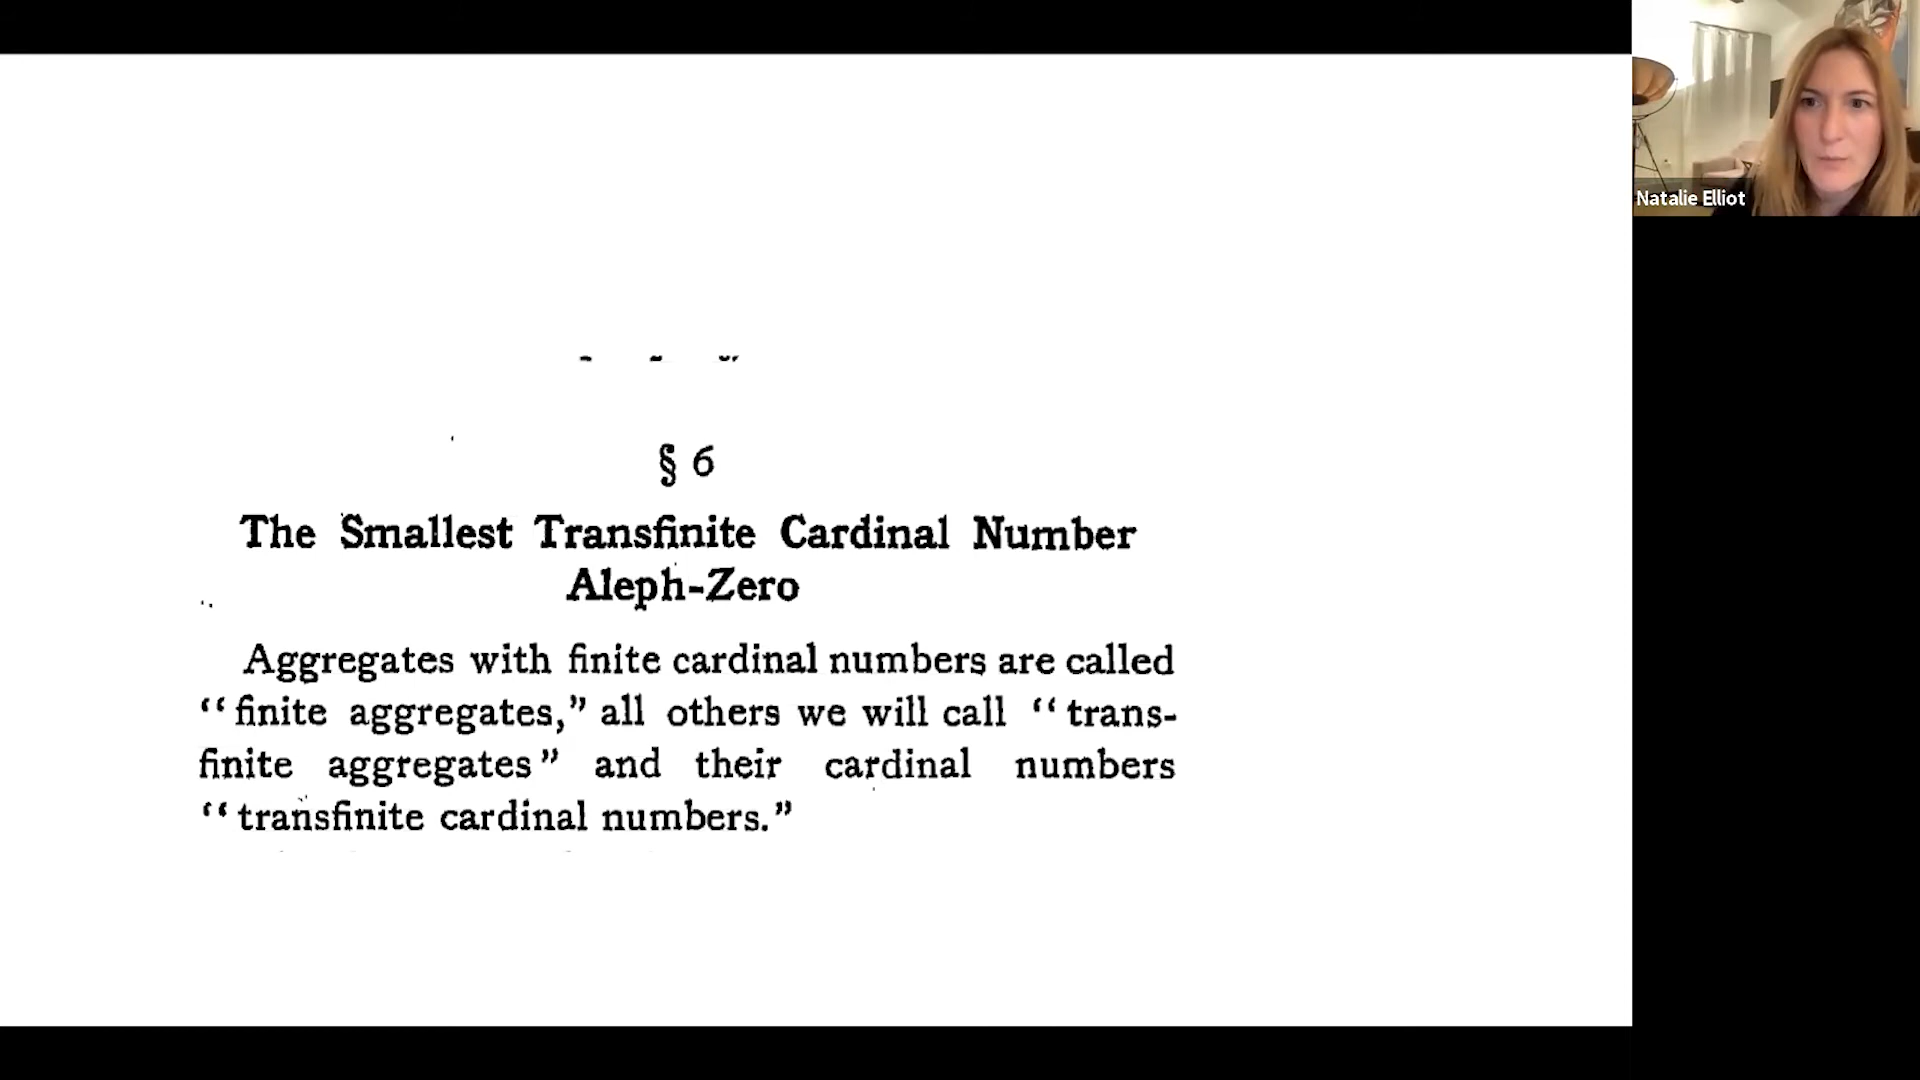 § 6
The Smallest Transfinite Cardinal Number
Aleph-Zero
Aggregates with finite cardinal numbers are called
“finite aggregates,” all others we will call “trans-
finite aggregates” and their cardinal numbers
“transfinite cardinal numbers.”
Natalie Elliot